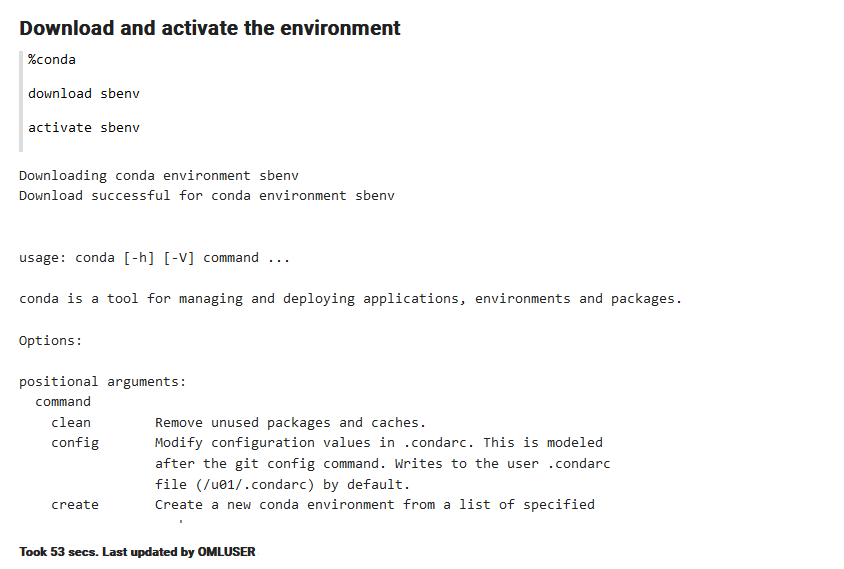 Download and activate the environment
%conda
download sbenv
activate sbenv
Downloading conda environment sbenv
Download successful for conda environment sbenv
usage: conda [-h] [-V] command ...
conda is a tool for managing and deploying applications, environments and packages.
Options:
positional arguments:
command
clean Remove unused packages and caches.
config Modify configuration values in .condarc. This is modeled
after the git config command. Writes to the user .condarc
file (/u01/.condarc) by default.
create Create a new conda environment from a list of specified
Took 53 secs. Last updated by OMLUSER